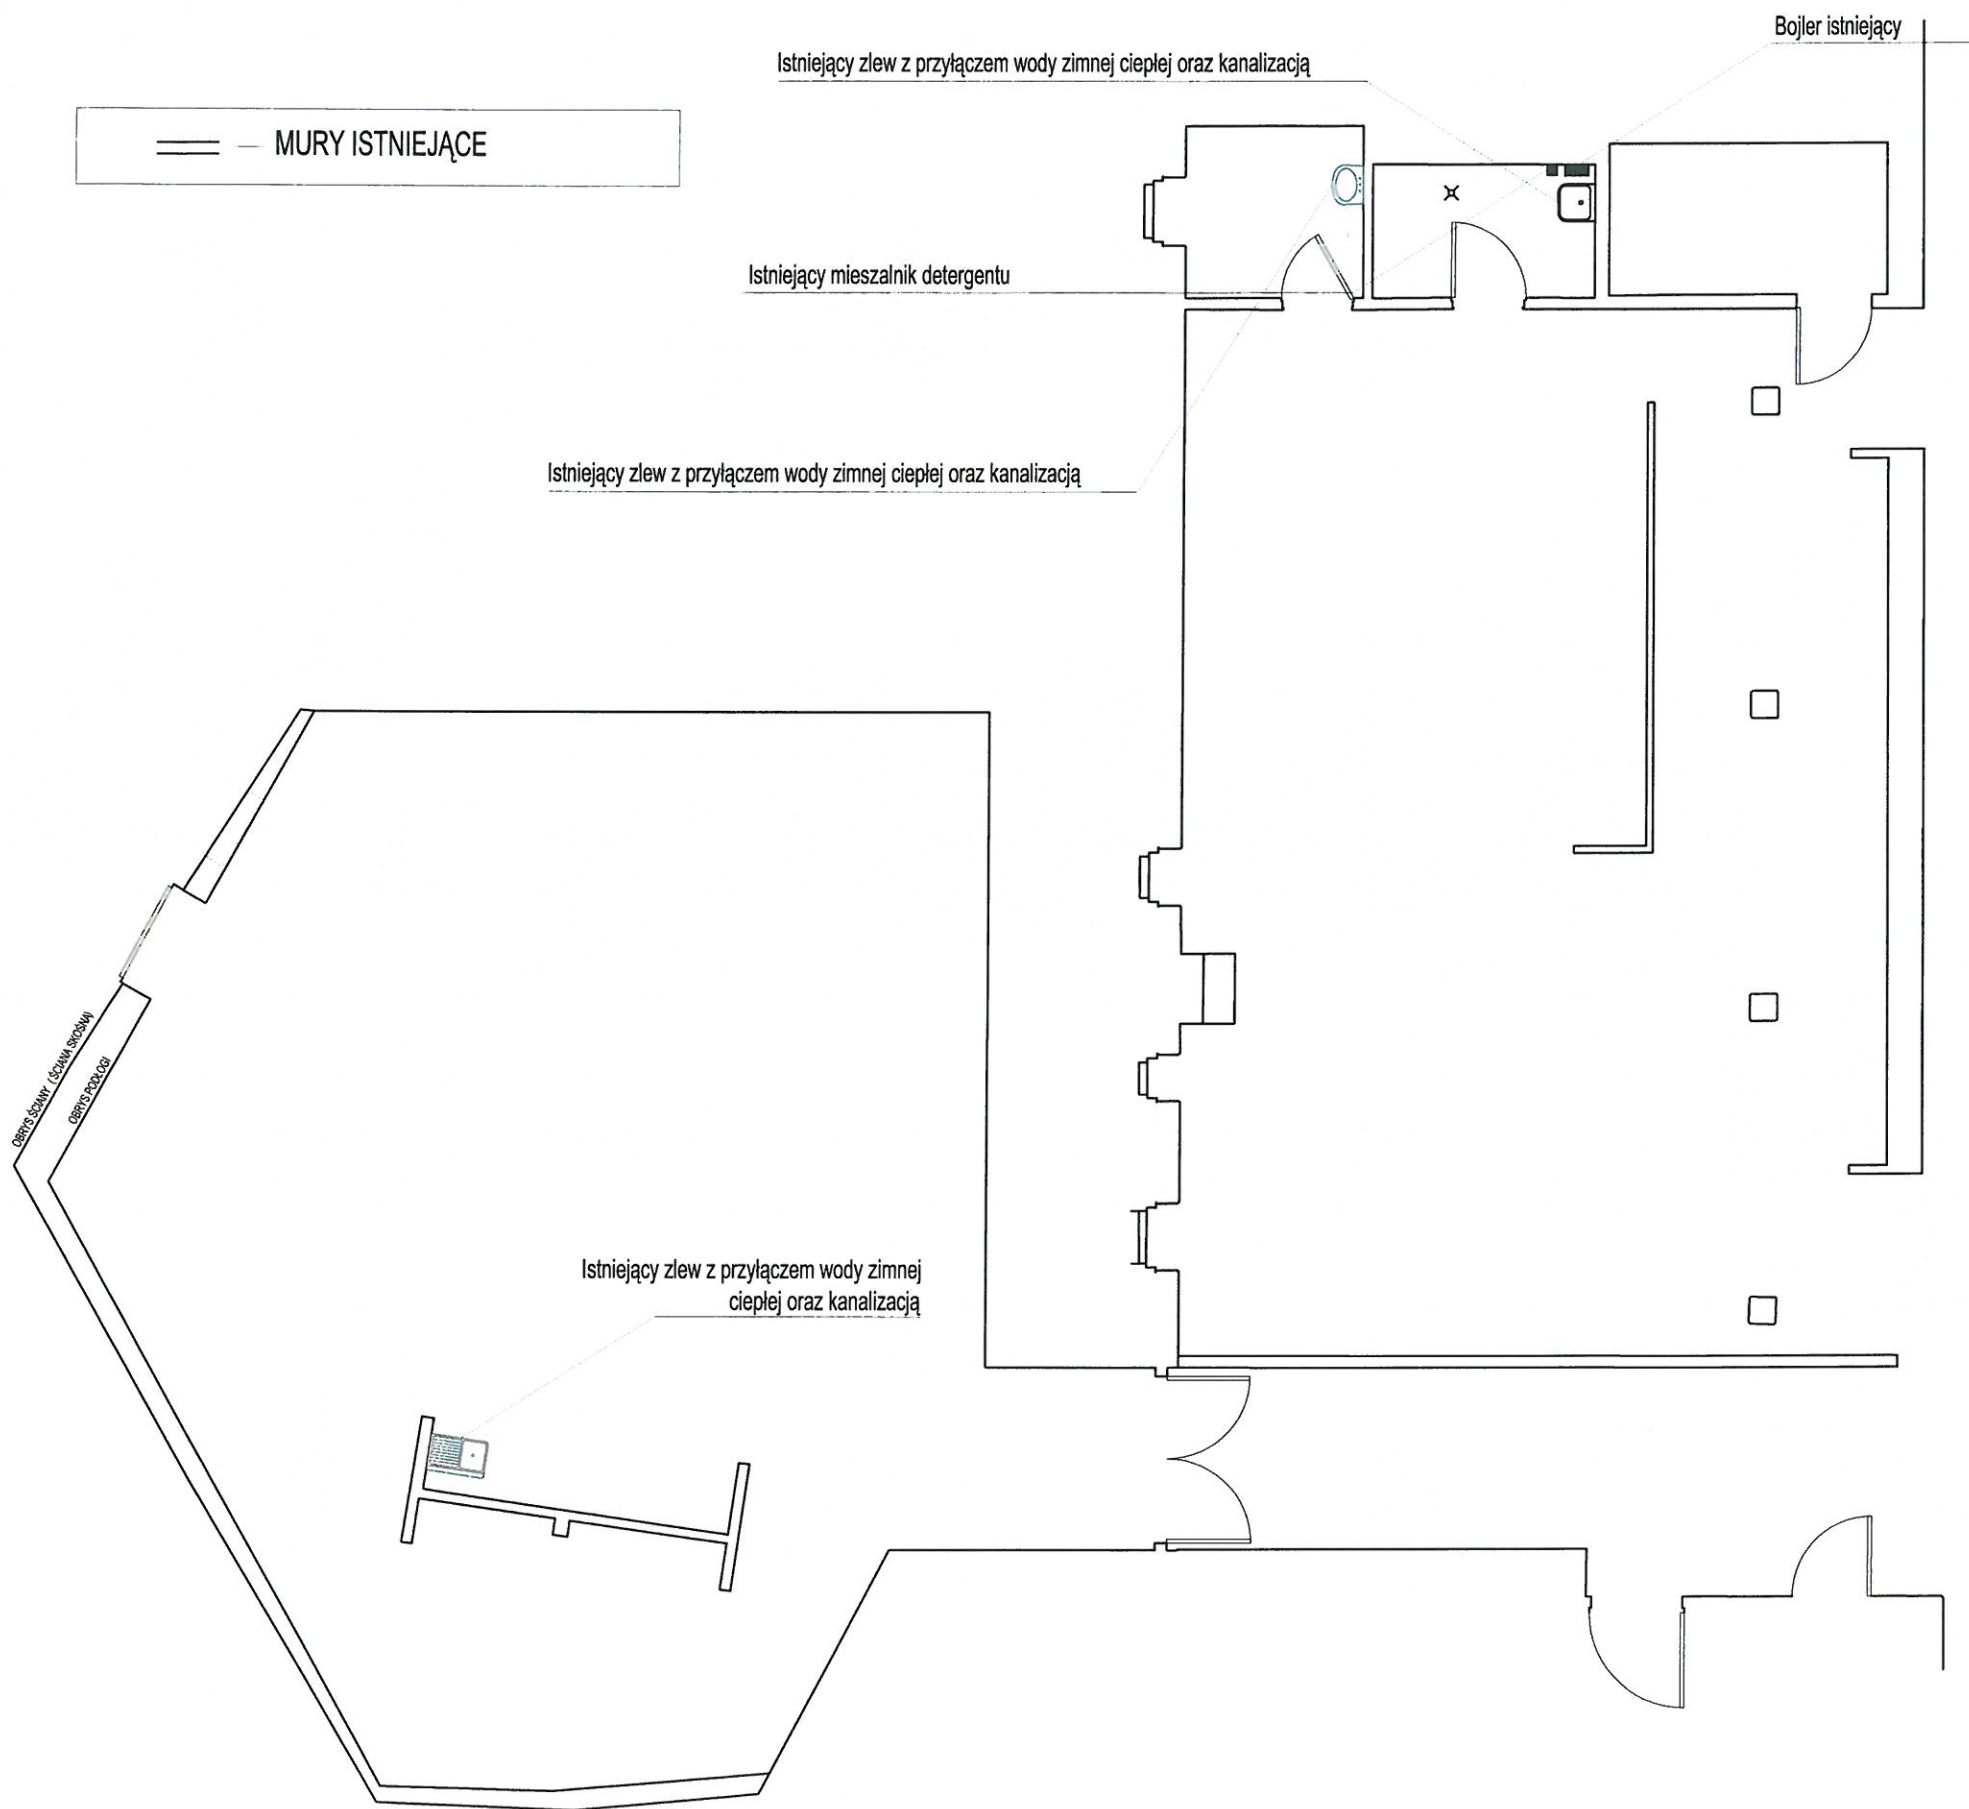 Bojler istniejący
Istniejący zlew z przyłączem wody zimnej ciepłej oraz kanalizacją
MURY ISTNIEJĄCE
Istniejący mieszalnik detergentu
Istniejący zlew z przyłączem wody zimnej ciepłej oraz kanalizacją
OBRYS ŚCIANY (ŚCIANA SKOŚNA)
OBRYS PODŁOGI
Istniejący zlew z przyłączem wody zimnej
ciepłej oraz kanalizacją